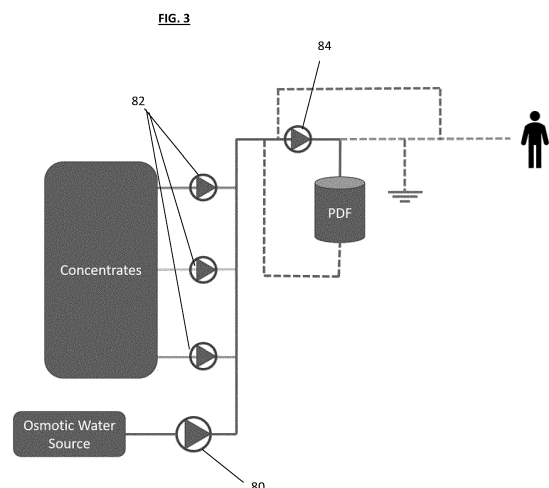 FIG. 3
84
82
PDF
Concentrates
Osmotic Water
Source
80